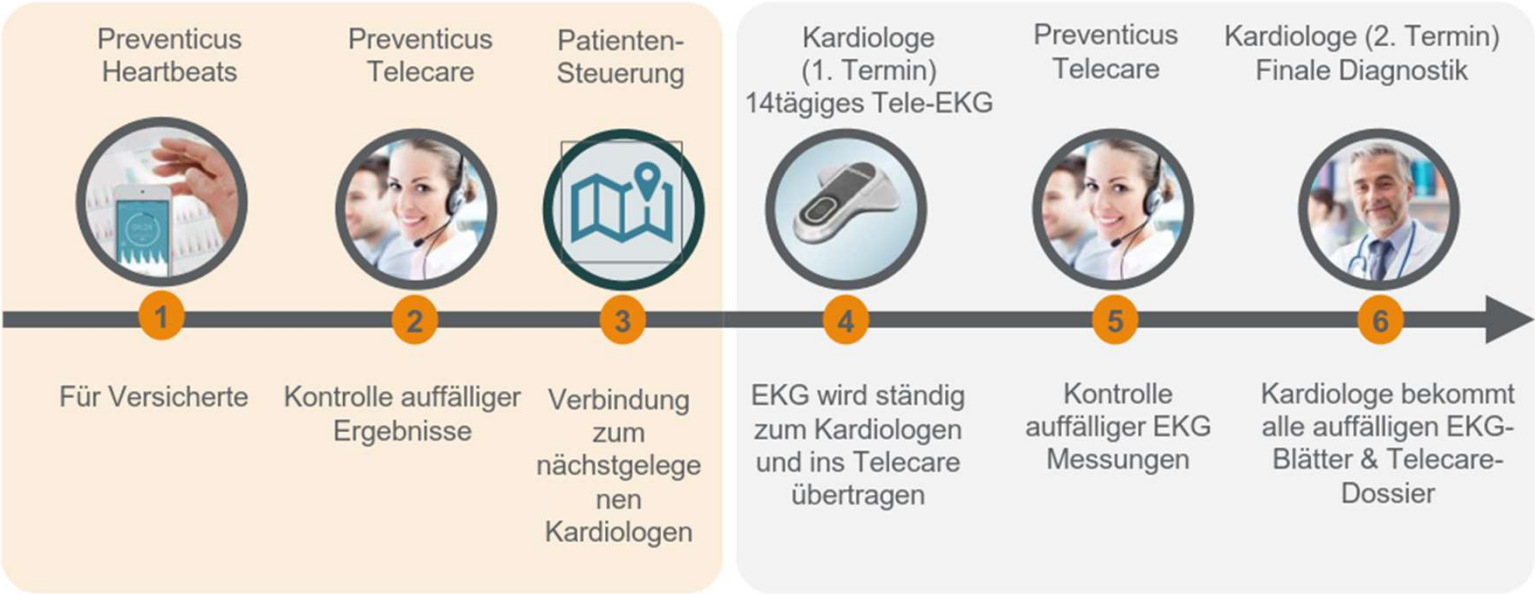 Preventicus
Heartbeats
Preventicus
Telecare
Patienten-
Steuerung
Kardiologe
(1. Termin)
14tägiges Tele-EKG
Preventicus
Telecare
Kardiologe (2. Termin)
Finale Diagnostik
1
2
3
4
5
6
Für Versicherte
Kontrolle auffälliger
Ergebnisse
Verbindung
zum
nächstgelege
nen
Kardiologen
EKG wird ständig
zum Kardiologen
und ins Telecare
übertragen
Kontrolle
auffälliger EKG
Messungen
Kardiologe bekommt
alle auffälligen EKG-
Blätter & Telecare-
Dossier